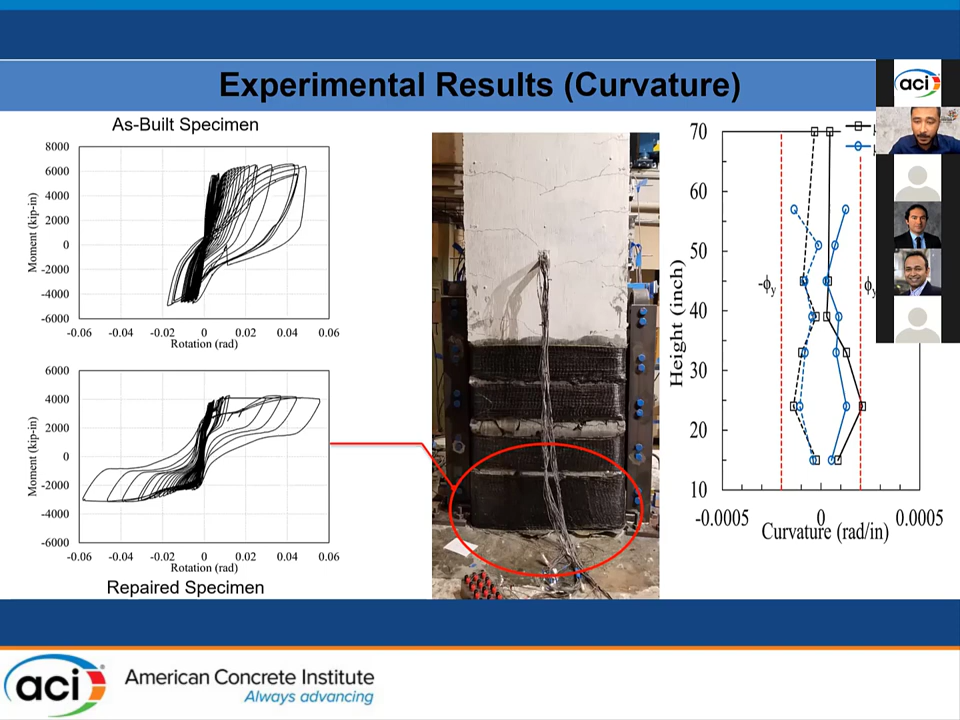 Experimental Results (Curvature)
aci
As-Built Specimen
8000
6000
4000
2000
0
-2000
-4000
-6000
Moment (kip-in)
-0.06 -0.04 -0.02 0 0.02 0.04 0.06
Rotation (rad)
6000
4000
2000
0
-2000
-4000
-6000
Moment (kip-in)
-0.06 -0.04 -0.02 0 0.02 0.04 0.06
Rotation (rad)
Repaired Specimen
70
60
50
40
30
20
10
Height (inch)
-ϕy
ϕy
-0.0005 0 0.0005
Curvature (rad/in)
aci
American Concrete Institute
Always advancing